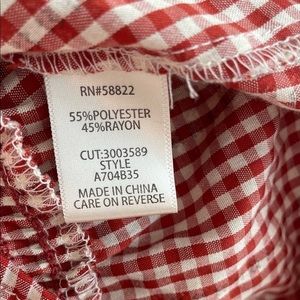 RN#58822
55%POLYESTER
45%RAYON
CUT:3003589
STYLE
A704B35
MADE IN CHINA
CARE ON REVERSE